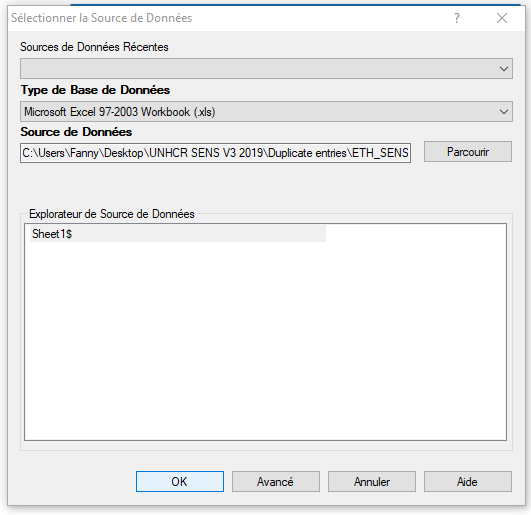 Sélectionner la Source de Données
Sources de Données Récentes
Type de Base de Données
Microsoft Excel 97-2003 Workbook (.xls)
Source de Données
C:\Users\Fanny\Desktop\UNHCR SENS V3 2019\Duplicate entries\ETH_SENS
Parcourir
Explorateur de Source de Données
Sheet1$
OK
Avancé
Annuler
Aide